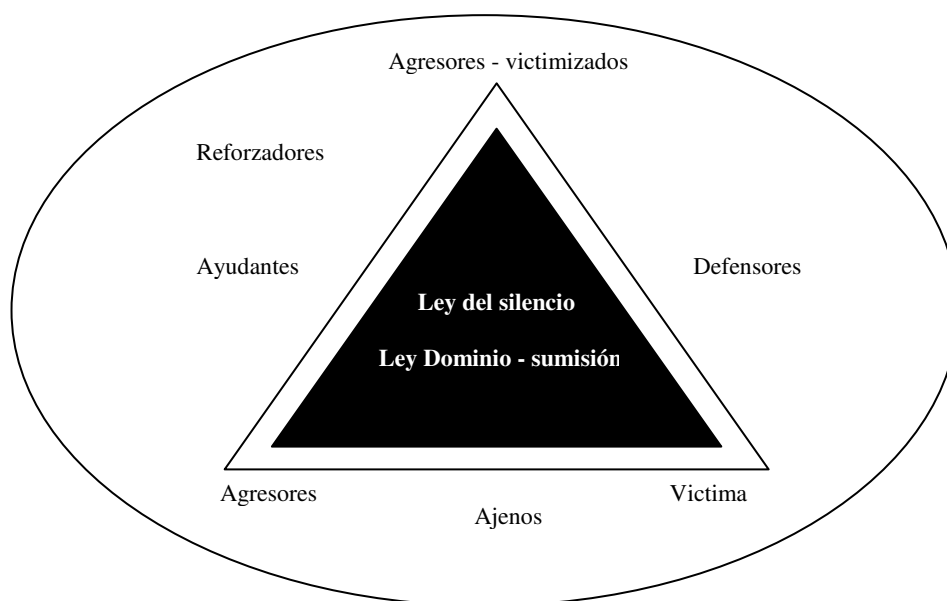 Agresores - victimizados
Reforzadores
Ayudantes
Defensores
Ley del silencio
Ley Dominio - sumisión
Agresores
Victima
Ajenos